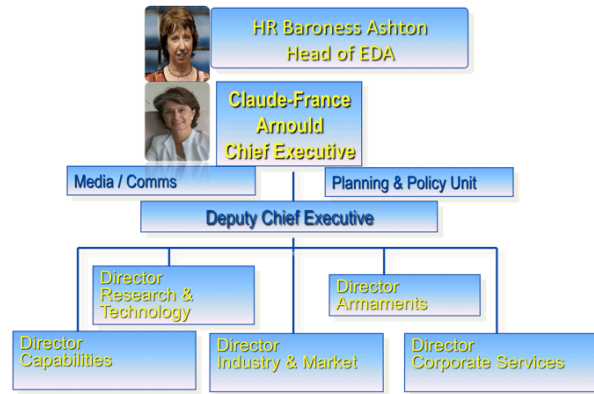 HR Baroness Ashton
Head of EDA
Claude-France
Arnould
Chief Executive
Media / Comms
Planning & Policy Unit
Deputy Chief Executive
Director
Research &
Technology
Director
Armaments
Director
Capabilities
Director
Industry & Market
Director
Corporate Services